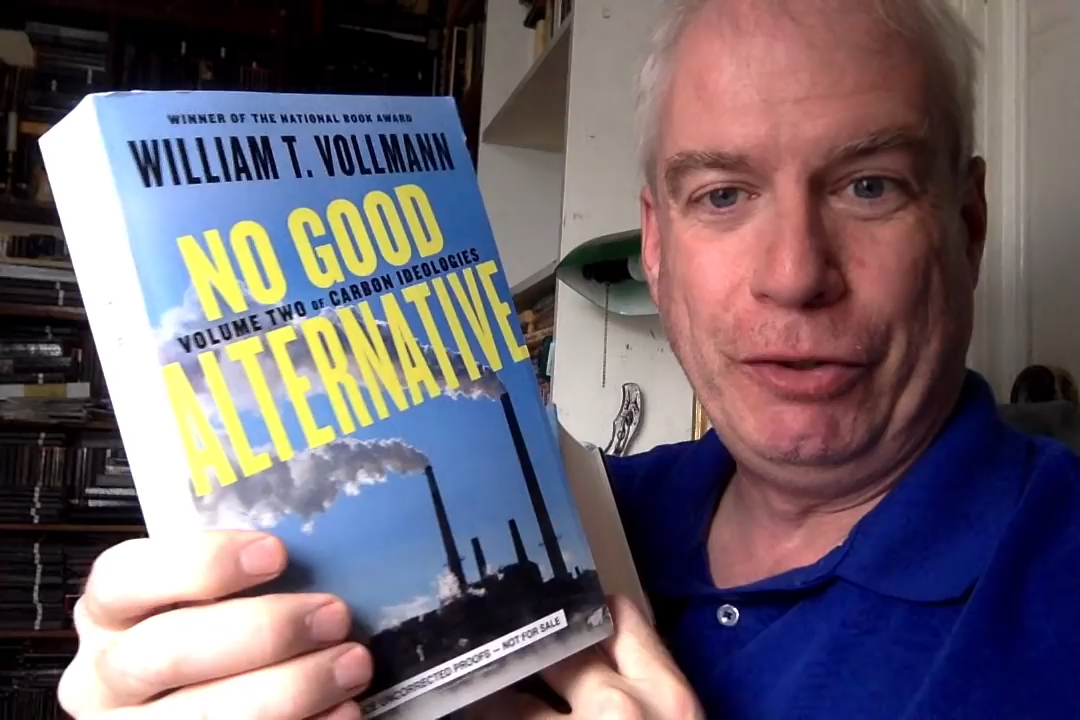 WINNER OF THE NATIONAL BOOK AWARD
WILLIAM T. VOLLMANN
NO GOOD
VOLUME TWO OF CARBON IDEOLOGIES
ALTERNATIVE
UNCORRECTED PROOFS — NOT FOR SALE